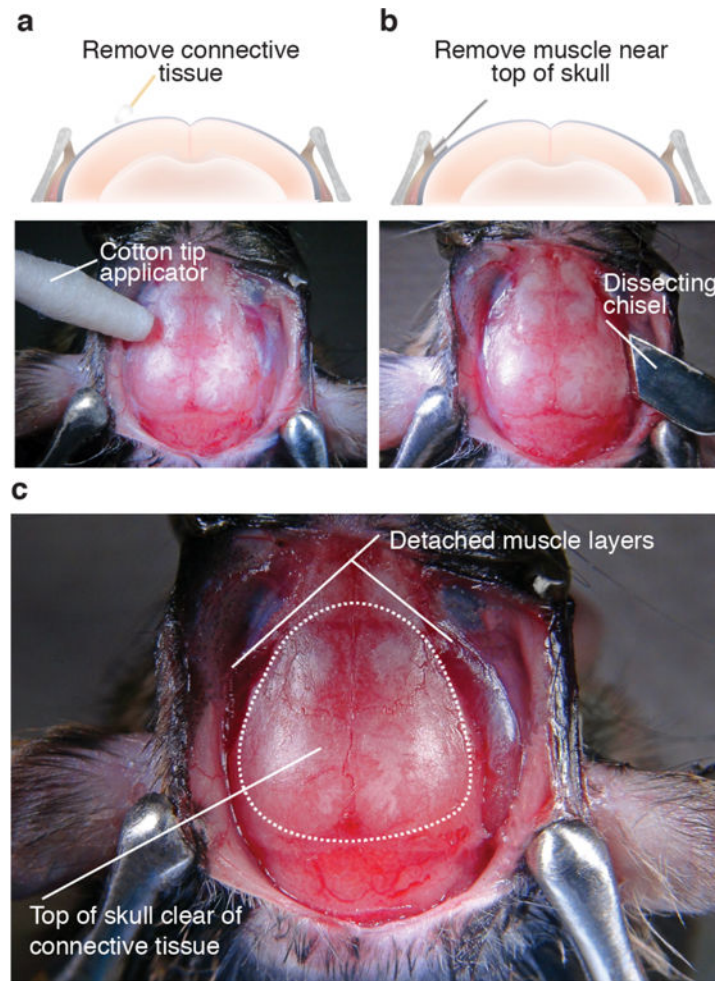 a
Remove connective
tissue
b
Remove muscle near
top of skull
Cotton tip
applicator
Dissecting
chisel
c
Detached muscle layers
Top of skull clear of
connective tissue